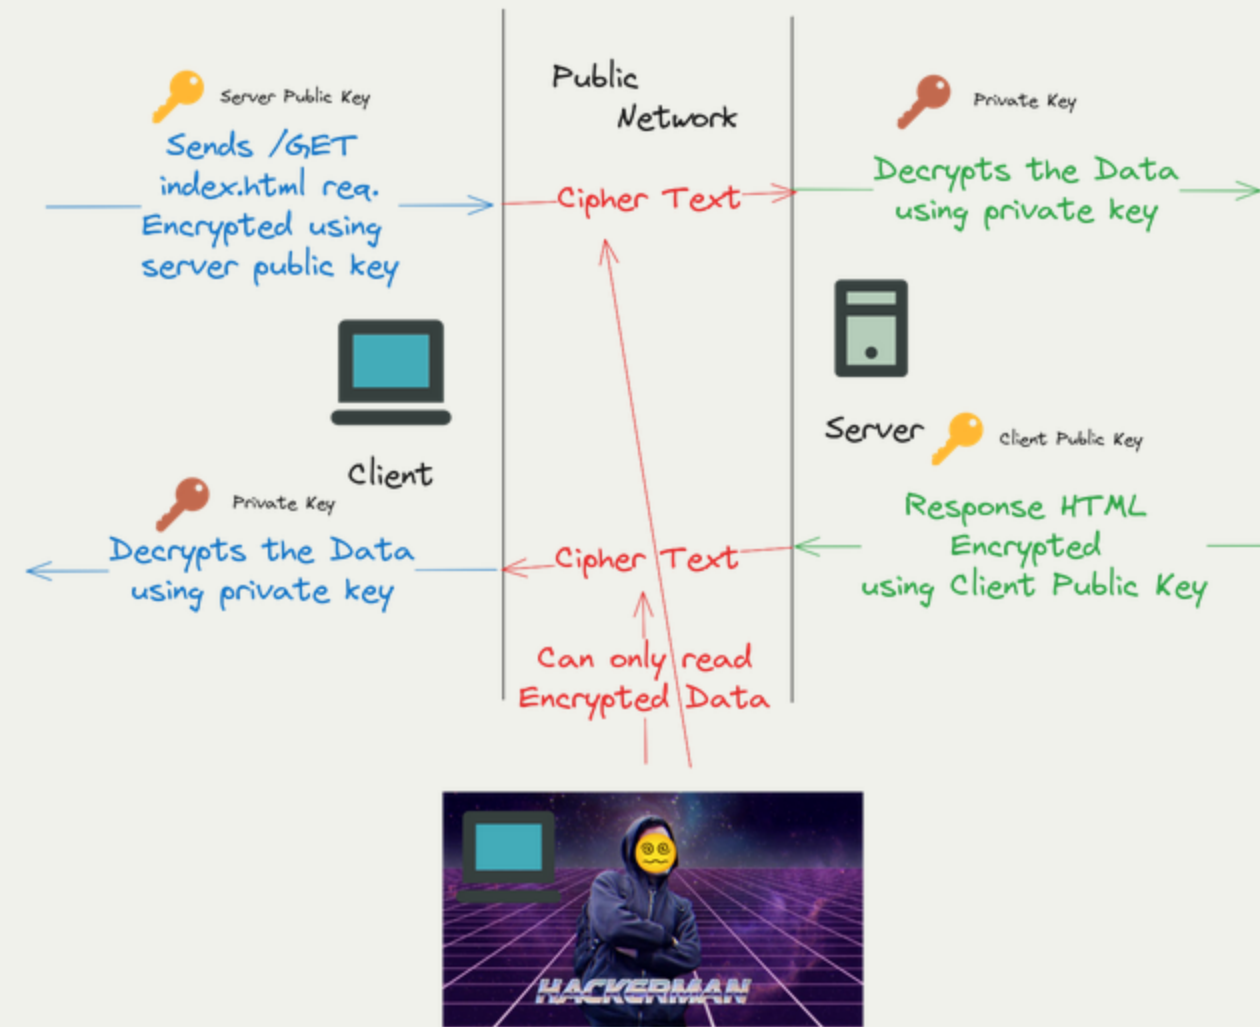 Public
Network
Server Public Key
Sends /GET
index.html req.
Encrypted using
server public key
Cipher Text
Private Key
Decrypts the Data
using private key
Client
Server
Client Public Key
Response HTML
Encrypted
using Client Public Key
Cipher Text
Private Key
Decrypts the Data
using private key
Can only read
Encrypted Data
HACKERMAN